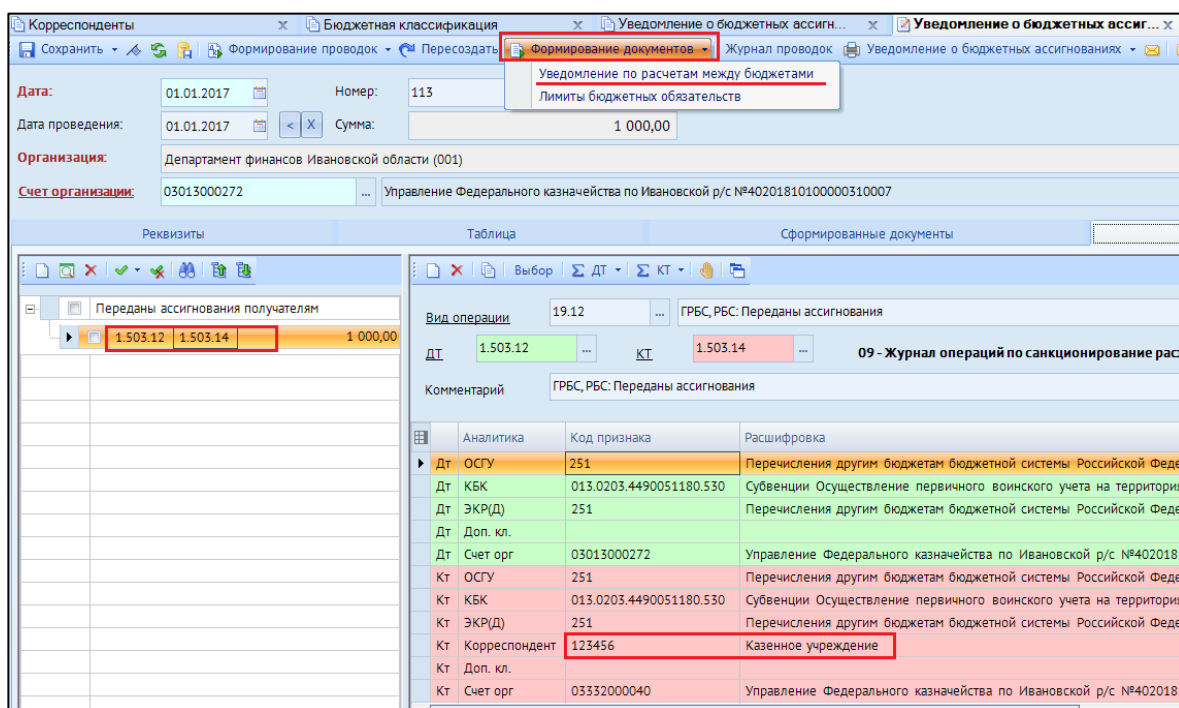 Корреспонденты x Бюджетная классификация x Уведомление о бюджетных ассигн... x Уведомление о бюджетных ассиг... x
Сохранить Формирование проводок Пересоздать Формирование документов Журнал проводок Уведомление о бюджетных ассигнованиях
Уведомление по расчетам между бюджетами
Лимиты бюджетных обязательств
Дата: 01.01.2017 Номер: 113
Дата проведения: 01.01.2017 < X Сумма: 1 000,00
Организация: Департамент финансов Ивановской области (001)
Счет организации: 03013000272 ... Управление Федерального казначейства по Ивановской р/с №40201810100000310007
Реквизиты Таблица Сформированные документы
Выбор Σ ДТ Σ КТ
Переданы ассигнования получателям
1.503.12 1.503.14 1 000,00
Вид операции 19.12 ... ГРБС, РБС: Переданы ассигнования
ДТ 1.503.12 ... КТ 1.503.14 ... 09 - Журнал операций по санкционирование рас
Комментарий ГРБС, РБС: Переданы ассигнования
Аналитика Код признака Расшифровка
Дт ОСГУ 251 Перечисления другим бюджетам бюджетной системы Российской Феде
Дт КБК 013.0203.4490051180.530 Субвенции Осуществление первичного воинского учета на территория
Дт ЭКР(Д) 251 Перечисления другим бюджетам бюджетной системы Российской Феде
Дт Доп. кл.
Дт Счет орг 03013000272 Управление Федерального казначейства по Ивановской р/с №402018
Кт ОСГУ 251 Перечисления другим бюджетам бюджетной системы Российской Феде
Кт КБК 013.0203.4490051180.530 Субвенции Осуществление первичного воинского учета на территория
Кт ЭКР(Д) 251 Перечисления другим бюджетам бюджетной системы Российской Феде
Кт Корреспондент 123456 Казенное учреждение
Кт Доп. кл.
Кт Счет орг 03332000040 Управление Федерального казначейства по Ивановской р/с №402018